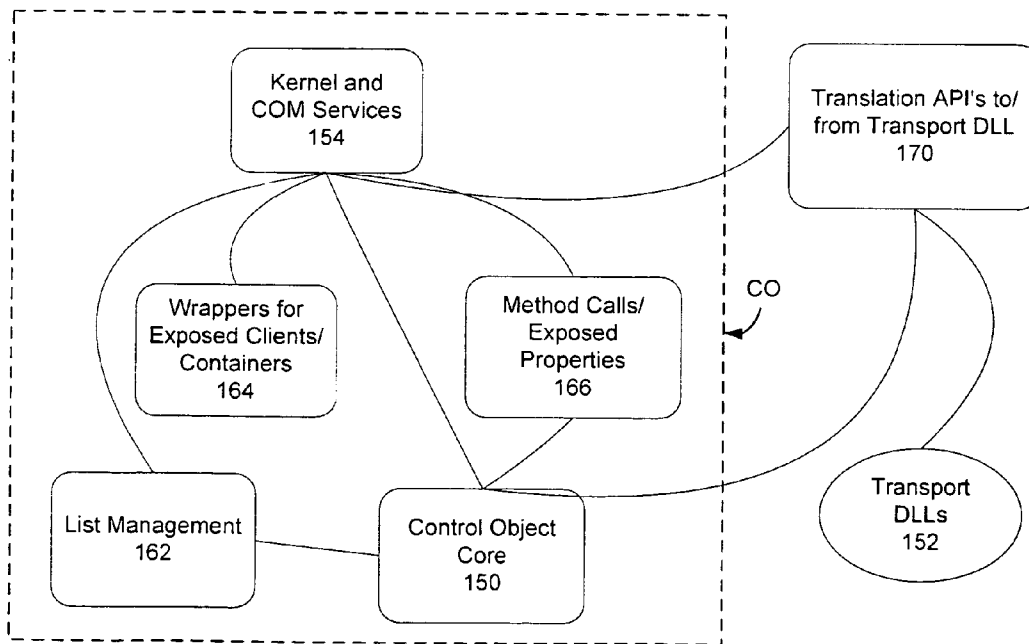 Kernel and
COM Services
154
Translation API's to/
from Transport DLL
170
Wrappers for
Exposed Clients/
Containers
164
Method Calls/
Exposed
Properties
166
CO
List Management
162
Control Object
Core
150
Transport
DLLs
152